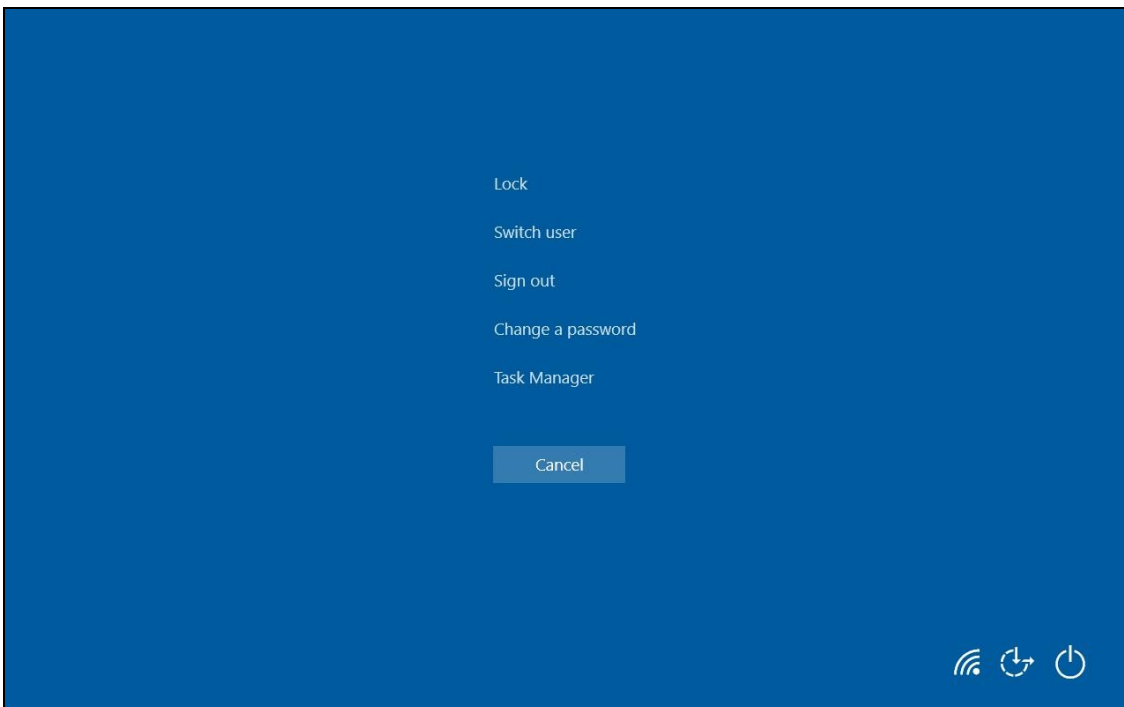 Lock
Switch user
Sign out
Change a password
Task Manager
Cancel